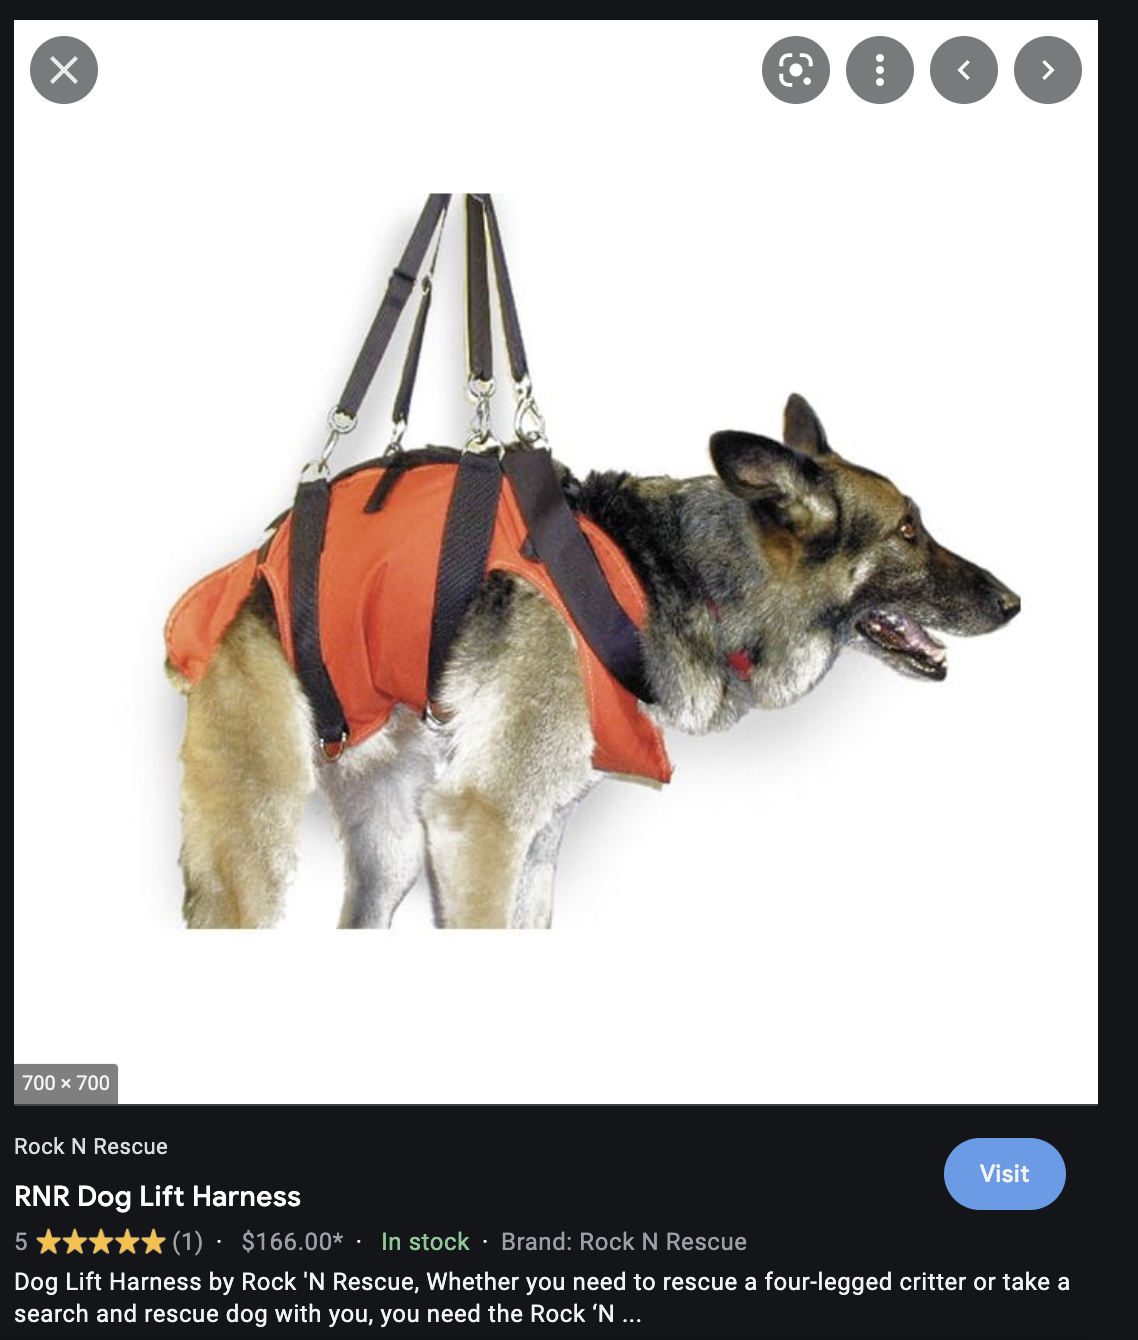 700 × 700
Rock N Rescue
Visit
RNR Dog Lift Harness
5 ★★★★★ (1) · $166.00* · In stock · Brand: Rock N Rescue
Dog Lift Harness by Rock 'N Rescue, Whether you need to rescue a four-legged critter or take a
search and rescue dog with you, you need the Rock ‘N ...